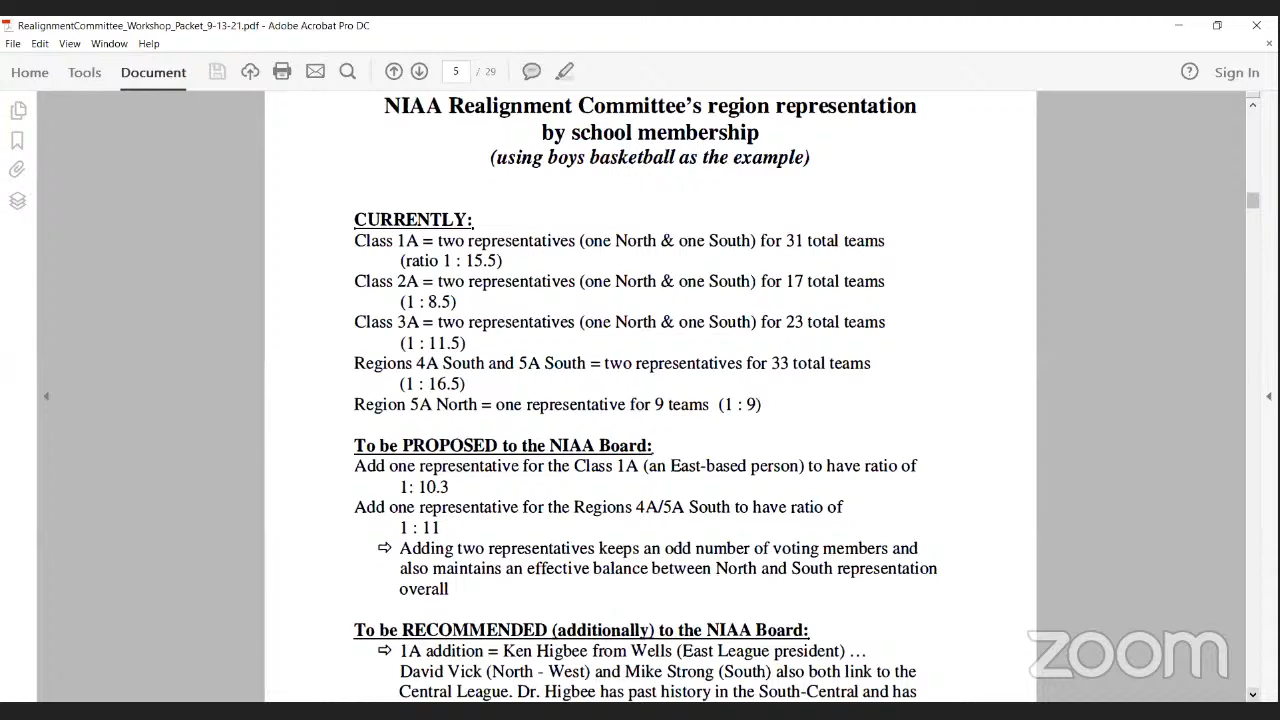 RealignmentCommittee_Workshop_Packet_9-13-21.pdf - Adobe Acrobat Pro DC
File Edit View Window Help
Home Tools Document 5 / 29 Sign In
NIAA Realignment Committee’s region representation
by school membership
(using boys basketball as the example)
CURRENTLY:
Class 1A = two representatives (one North & one South) for 31 total teams
(ratio 1 : 15.5)
Class 2A = two representatives (one North & one South) for 17 total teams
(1 : 8.5)
Class 3A = two representatives (one North & one South) for 23 total teams
(1 : 11.5)
Regions 4A South and 5A South = two representatives for 33 total teams
(1 : 16.5)
Region 5A North = one representative for 9 teams (1 : 9)
To be PROPOSED to the NIAA Board:
Add one representative for the Class 1A (an East-based person) to have ratio of
1: 10.3
Add one representative for the Regions 4A/5A South to have ratio of
1 : 11
⇨ Adding two representatives keeps an odd number of voting members and
also maintains an effective balance between North and South representation
overall
To be RECOMMENDED (additionally) to the NIAA Board:
⇨ 1A addition = Ken Higbee from Wells (East League president) …
David Vick (North - West) and Mike Strong (South) also both link to the
Central League. Dr. Higbee has past history in the South-Central and has
zoom